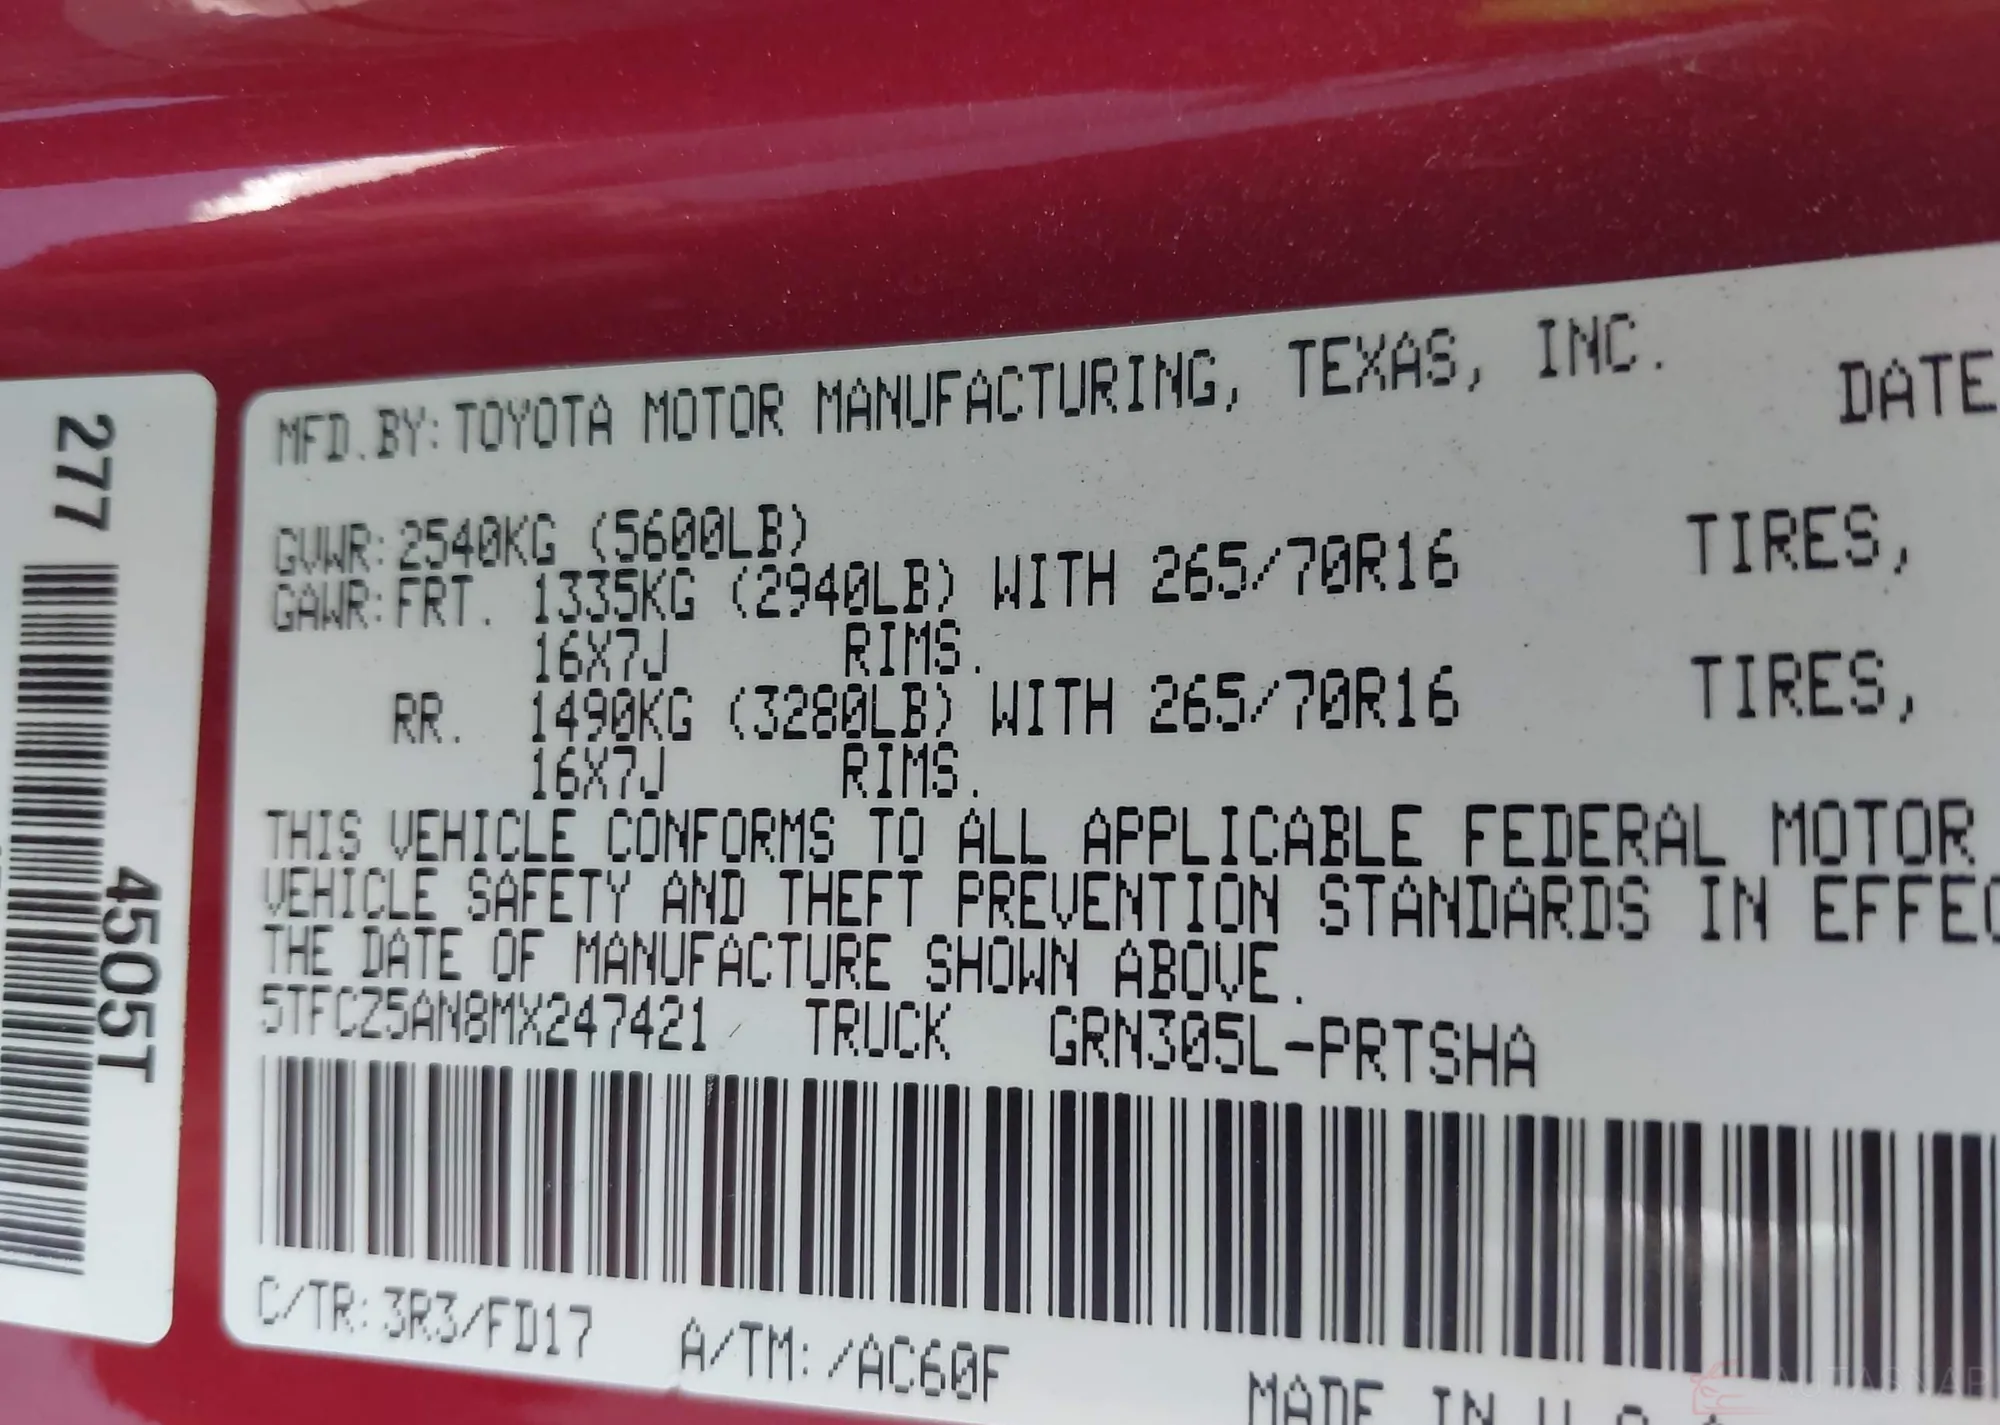 277
4505T
MFD.BY: TOYOTA MOTOR MANUFACTURING, TEXAS, INC. DATE
GVWR: 2540KG (5600LB)
GAWR: FRT. 1335KG (2940LB) WITH 265/70R16 TIRES,
16X7J RIMS.
RR. 1490KG (3280LB) WITH 265/70R16 TIRES,
16X7J RIMS.
THIS VEHICLE CONFORMS TO ALL APPLICABLE FEDERAL MOTOR
VEHICLE SAFETY AND THEFT PREVENTION STANDARDS IN EFFEC
THE DATE OF MANUFACTURE SHOWN ABOVE.
5TFCZ5AN8MX247421 TRUCK GRN305L-PRTSHA
C/TR: 3R3/FD17 A/TM: /AC60F
MADE IN U.S.A